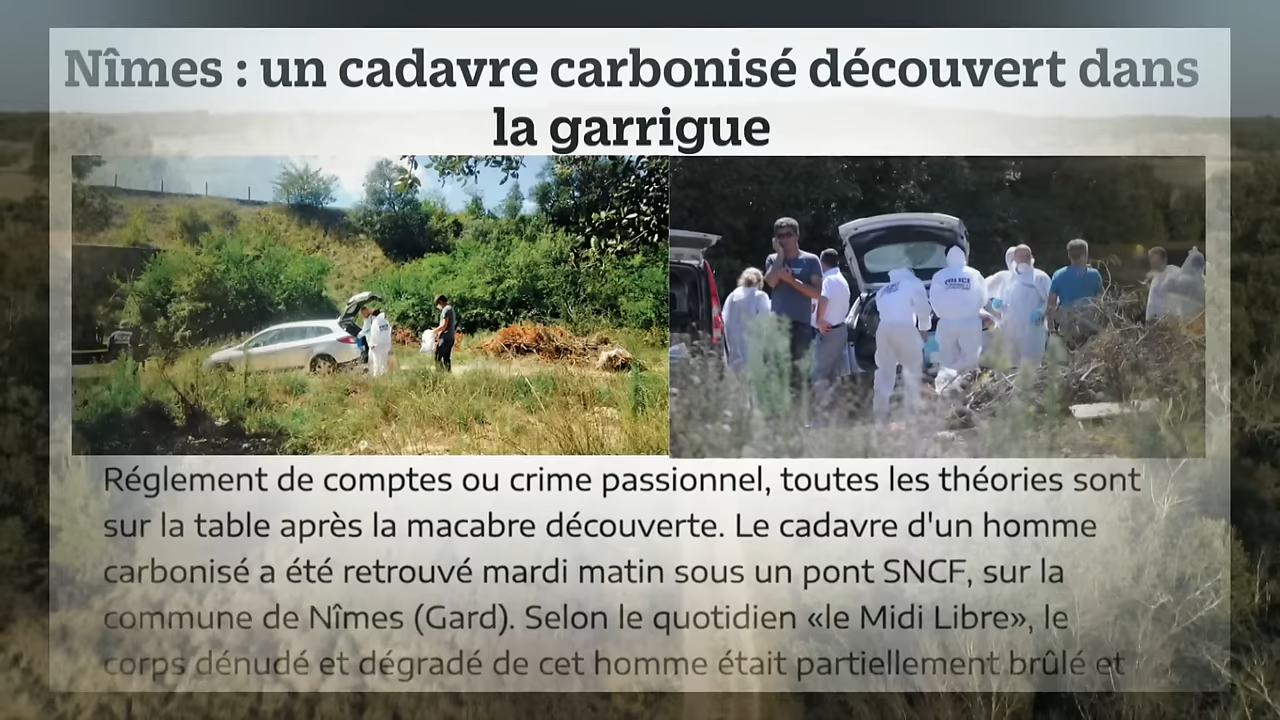 Nîmes : un cadavre carbonisé découvert dans
la garrigue
POLICE
Réglement de comptes ou crime passionnel, toutes les théories sont
sur la table après la macabre découverte. Le cadavre d'un homme
carbonisé a été retrouvé mardi matin sous un pont SNCF, sur la
commune de Nîmes (Gard). Selon le quotidien «le Midi Libre», le
corps dénudé et dégradé de cet homme était partiellement brûlé et